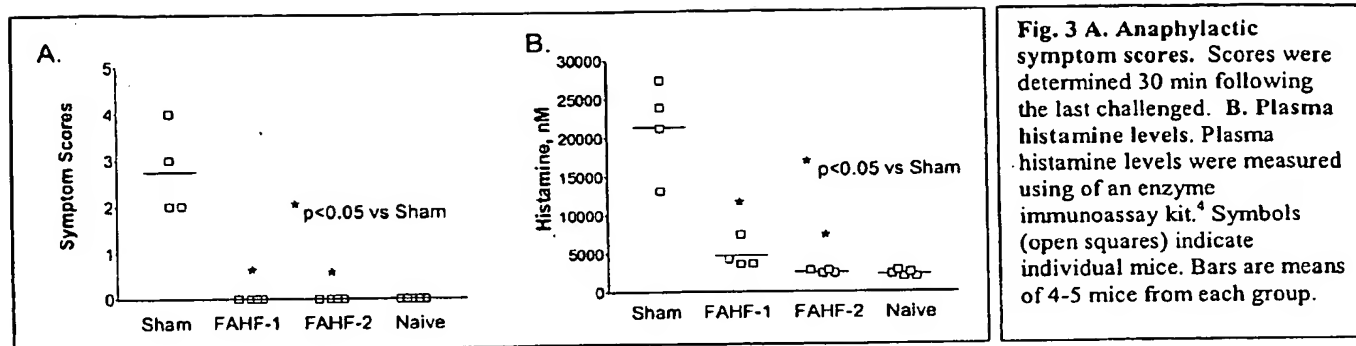 A.
5
4
3
2
1
0
Symptom Scores
* p<0.05 vs Sham
*
*
Sham FAHF-1 FAHF-2 Naive
B.
30000
25000
20000
15000
10000
5000
0
Histamine, nM
* p<0.05 vs Sham
*
*
Sham FAHF-1 FAHF-2 Naive
Fig. 3 A. Anaphylactic
symptom scores. Scores were
determined 30 min following
the last challenged. B. Plasma
histamine levels. Plasma
histamine levels were measured
using of an enzyme
immunoassay kit.⁴ Symbols
(open squares) indicate
individual mice. Bars are means
of 4-5 mice from each group.